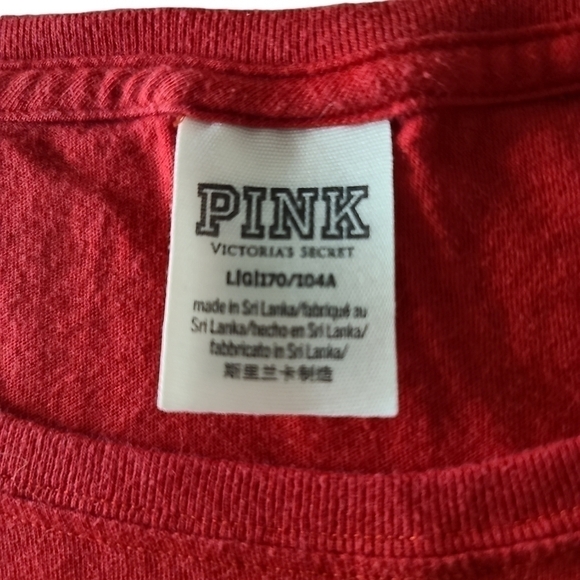 PINK
VICTORIA'S SECRET
L|G|170/104A
made in Sri Lanka/fabriqué au
Sri Lanka/hecho en Sri Lanka/
fabbricato in Sri Lanka/
斯里兰卡制造